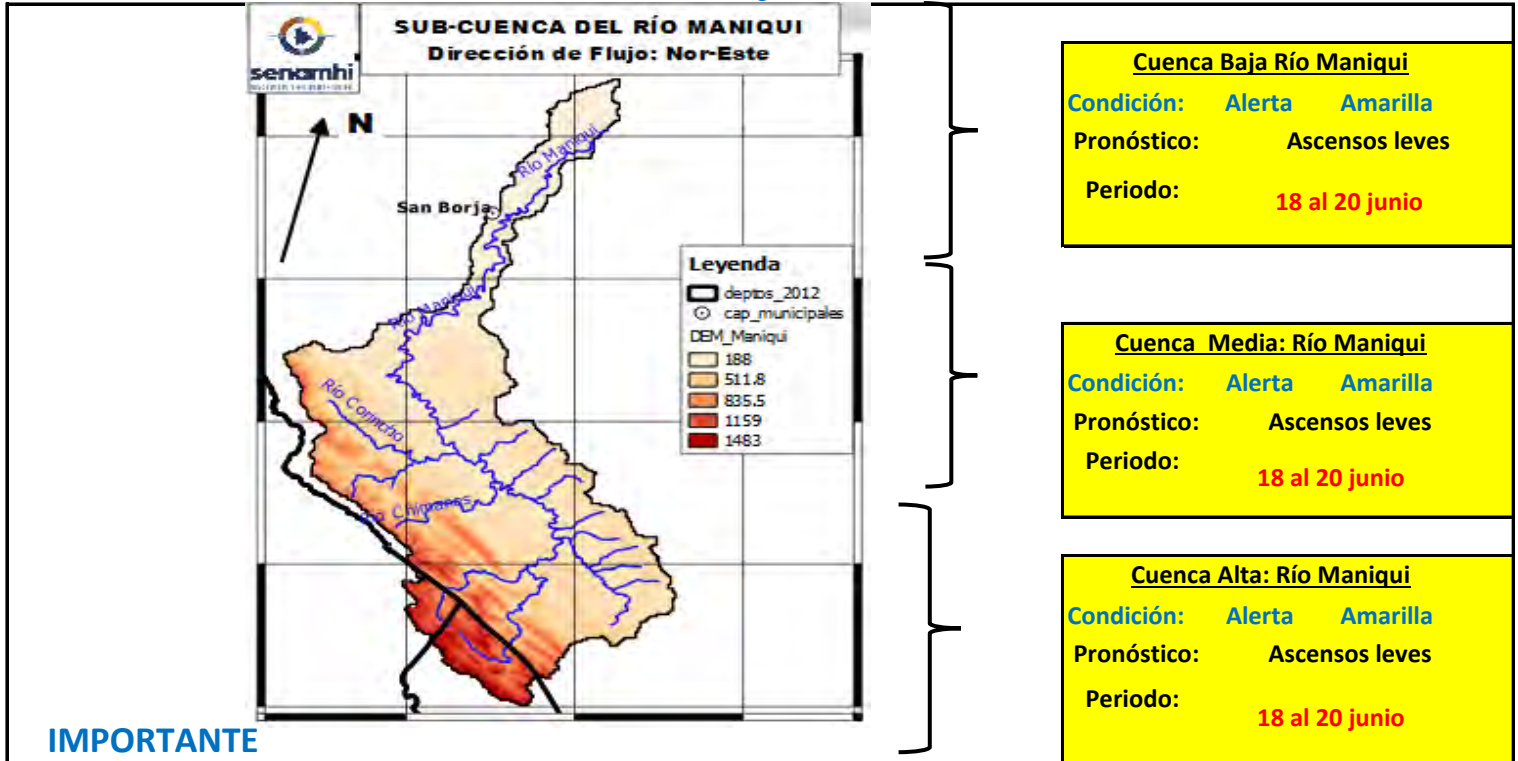 SUB-CUENCA DEL RÍO MANIQUI
Dirección de Flujo: Nor-Este
senamhi
N
Río Maniqui
San Borja
Río Maniqui
Río Corincho
Chimanes
Leyenda
deptos_2012
cap_municipales
DEM_Maniqui
188
511.8
835.5
1159
1483
Cuenca Baja Río Maniqui
Condición: Alerta Amarilla
Pronóstico: Ascensos leves
Periodo: 18 al 20 junio
Cuenca Media: Río Maniqui
Condición: Alerta Amarilla
Pronóstico: Ascensos leves
Periodo: 18 al 20 junio
Cuenca Alta: Río Maniqui
Condición: Alerta Amarilla
Pronóstico: Ascensos leves
Periodo: 18 al 20 junio
IMPORTANTE